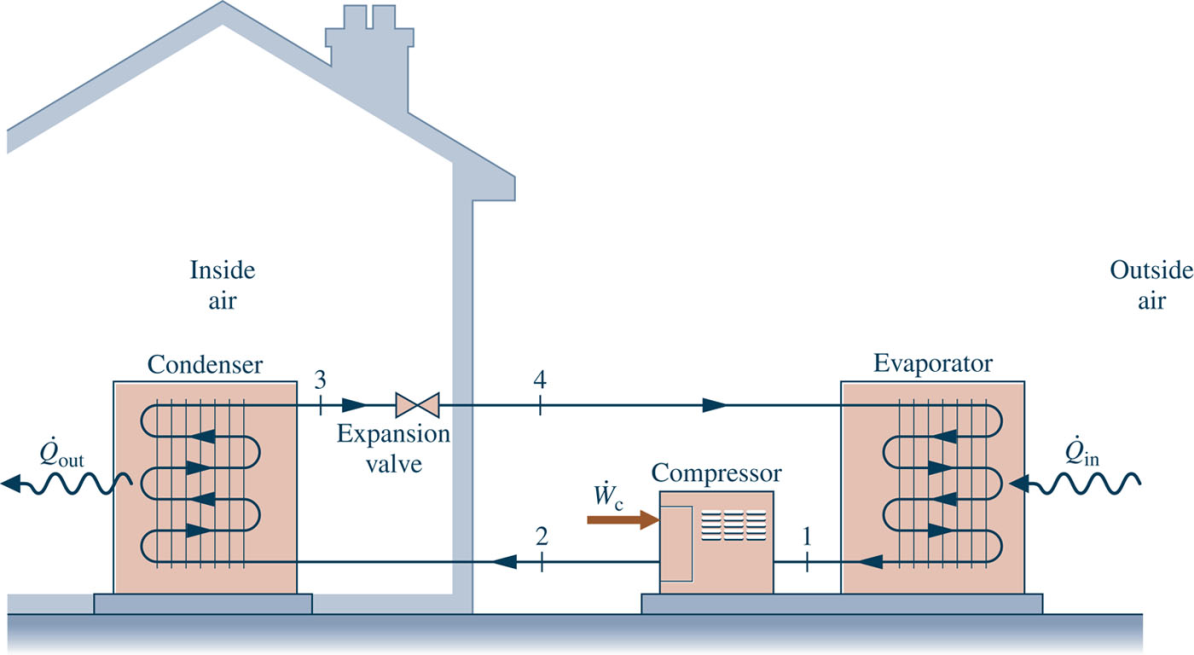 Inside
air
Outside
air
Condenser
Evaporator
3
4
Expansion
valve
Q̇out
Q̇in
Compressor
Ẇc
2
1